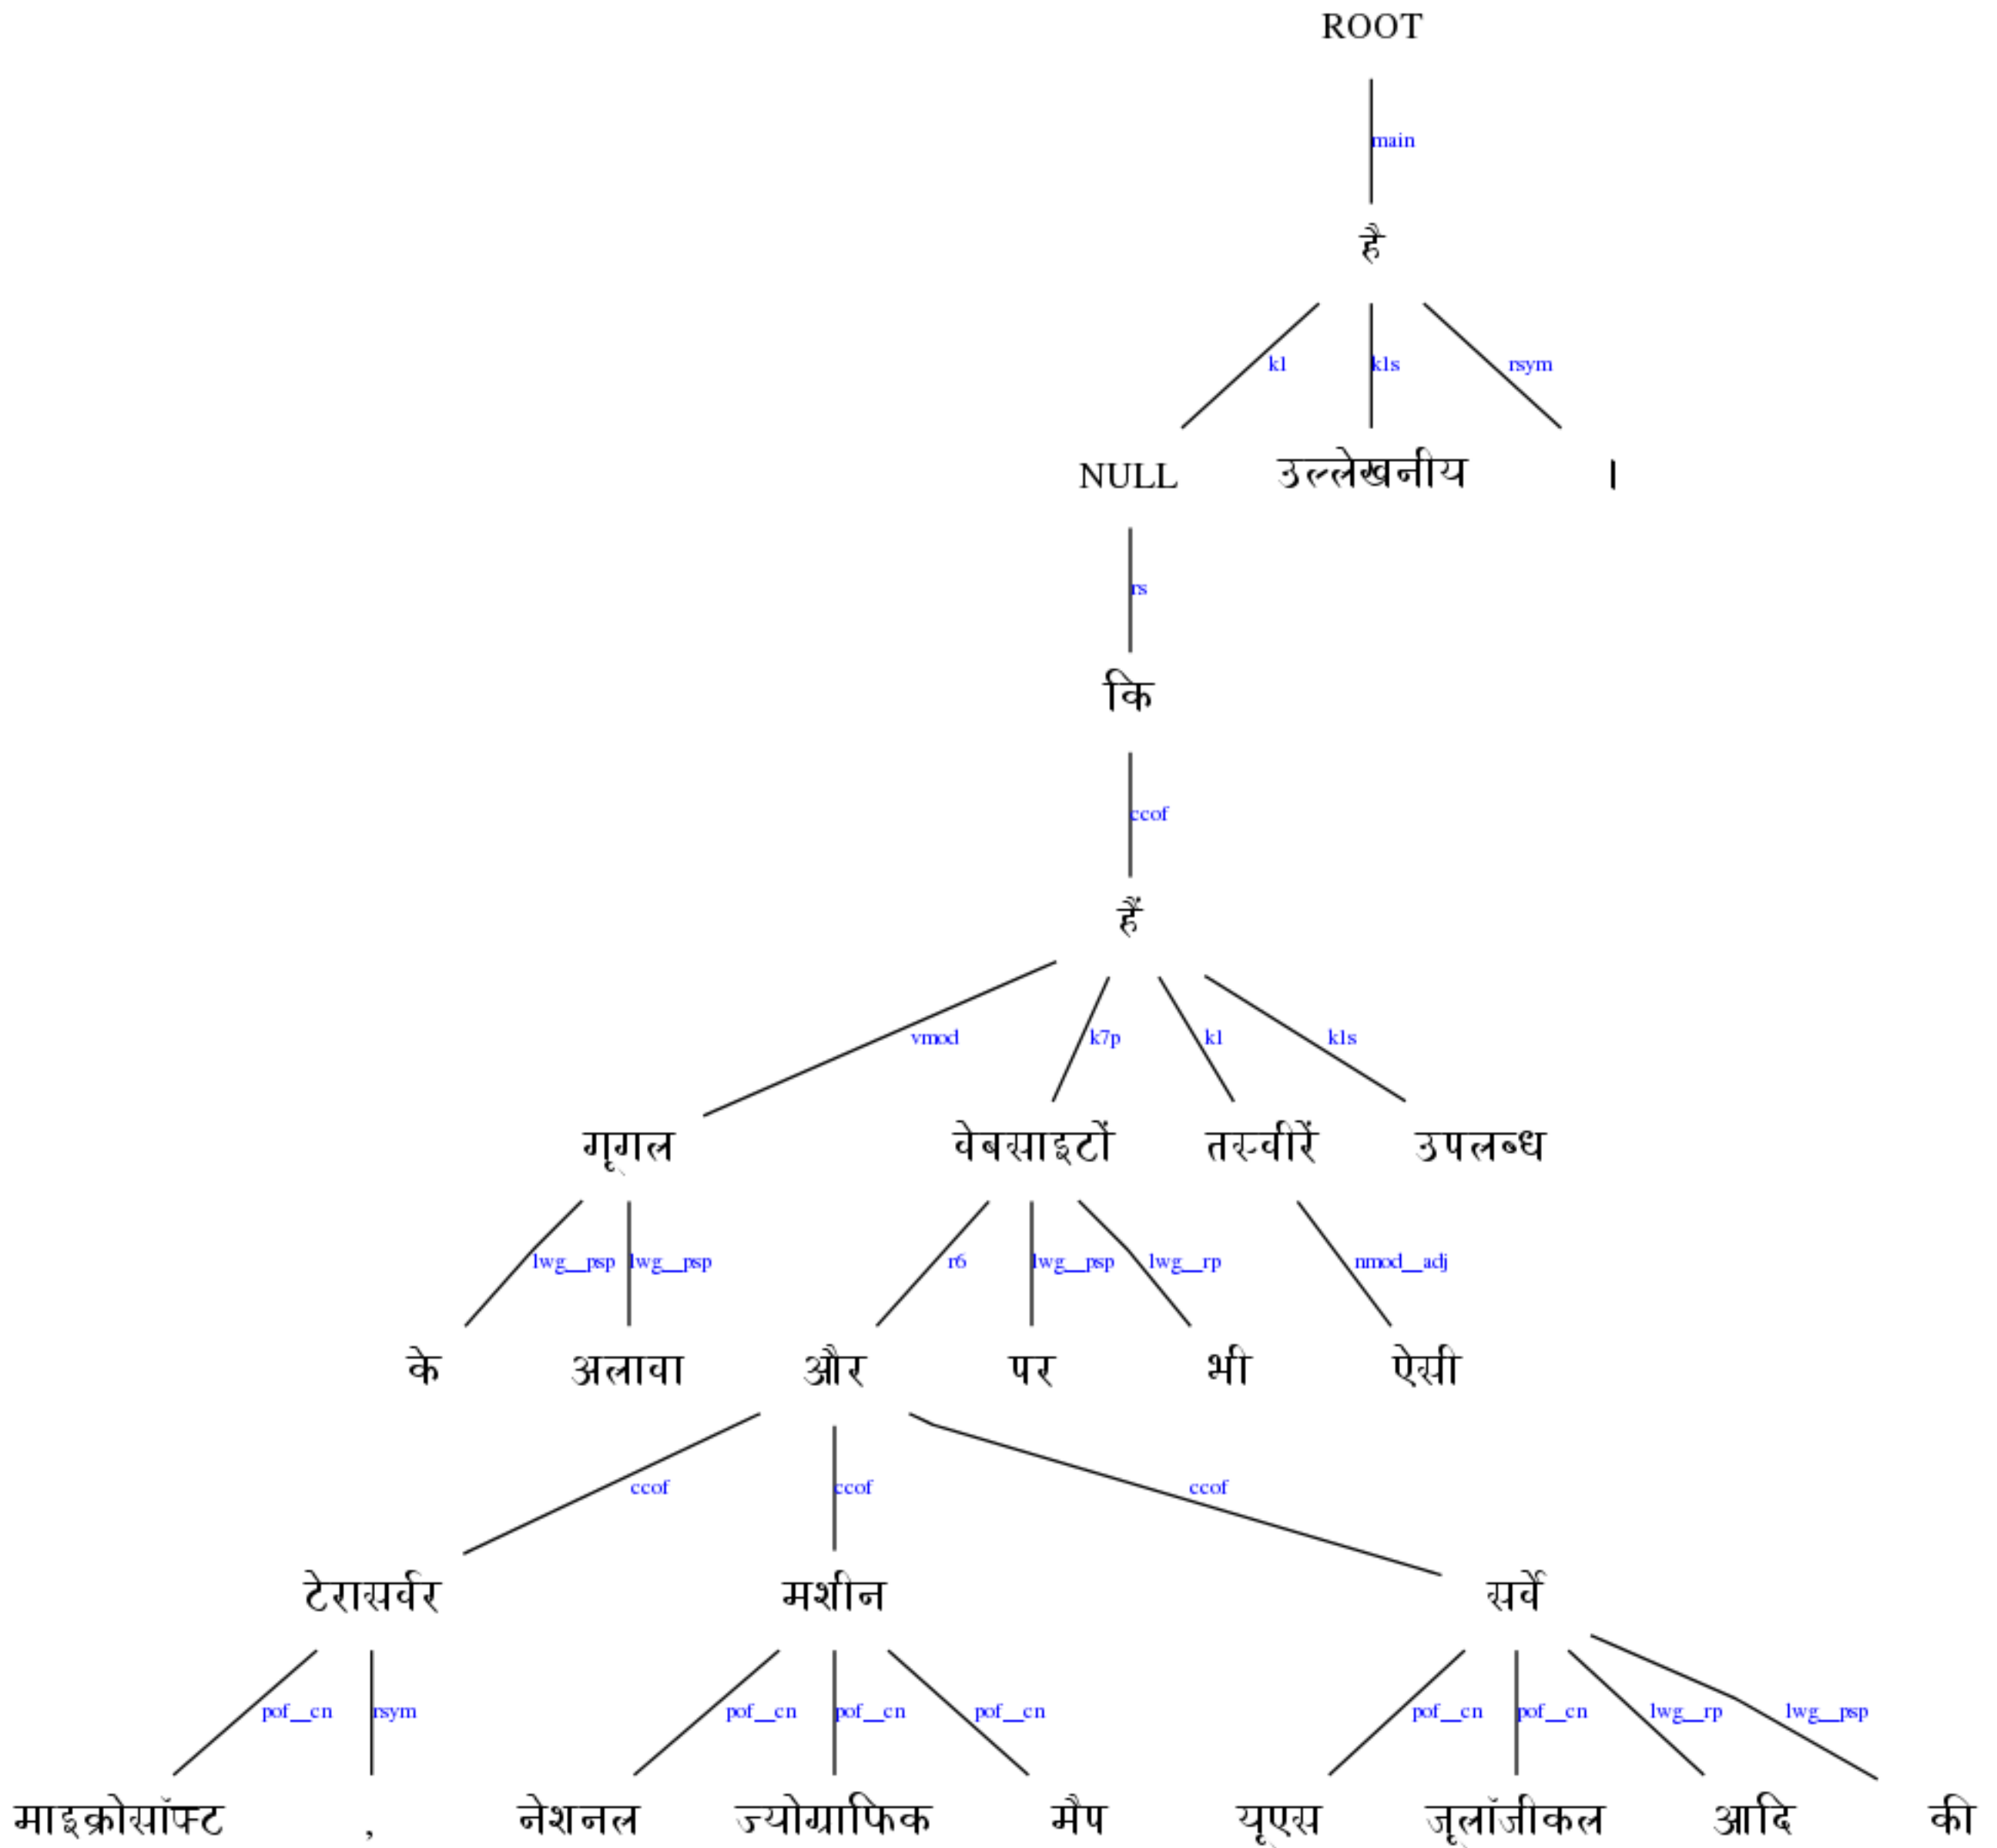 ROOT
main
है
k1 k1s rsym
NULL उल्लेखनीय ।
rs
कि
ccof
हैं
vmod k7p k1 k1s
गूगल वेबसाइटों तस्वीरें उपलब्ध
lwg__psp lwg__psp r6 lwg__psp lwg__rp nmod__adj
के अलावा और पर भी ऐसी
ccof ccof ccof
टेरासर्वर मशीन सर्वे
pof__cn rsym pof__cn pof__cn pof__cn pof__cn pof__cn lwg__rp lwg__psp
माइक्रोसॉफ्ट , नेशनल ज्योग्राफिक मैप यूएस जूलॉजीकल आदि की